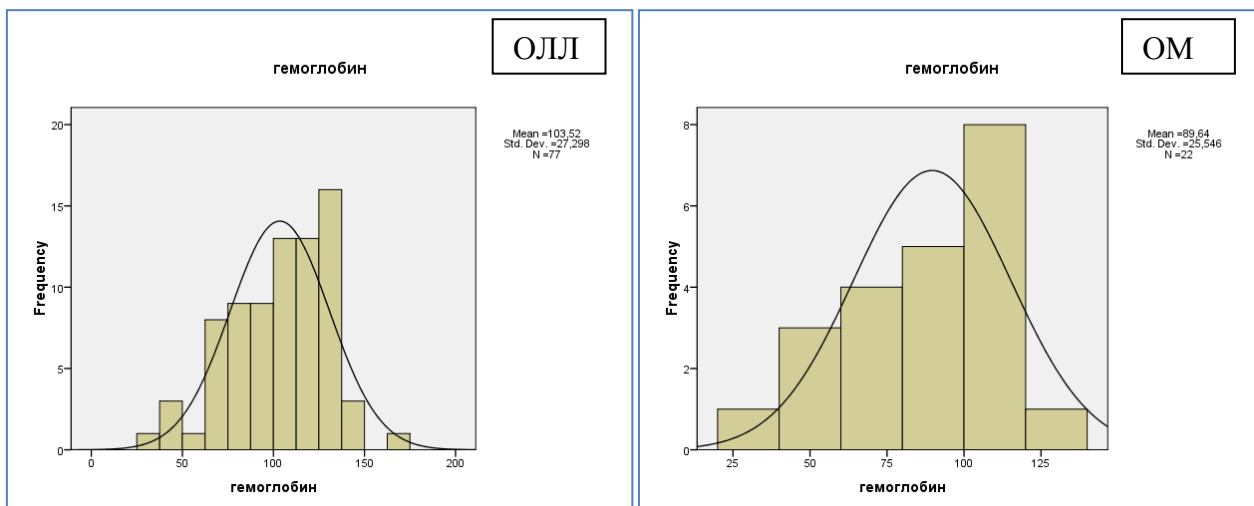 ОЛЛ
гемоглобин
Mean =103,52
Std. Dev. =27,298
N =77
20
15
10
5
0
Frequency
0 50 100 150 200
гемоглобин
ОМ
гемоглобин
Mean =89,64
Std. Dev. =25,546
N =22
8
6
4
2
0
Frequency
25 50 75 100 125
гемоглобин